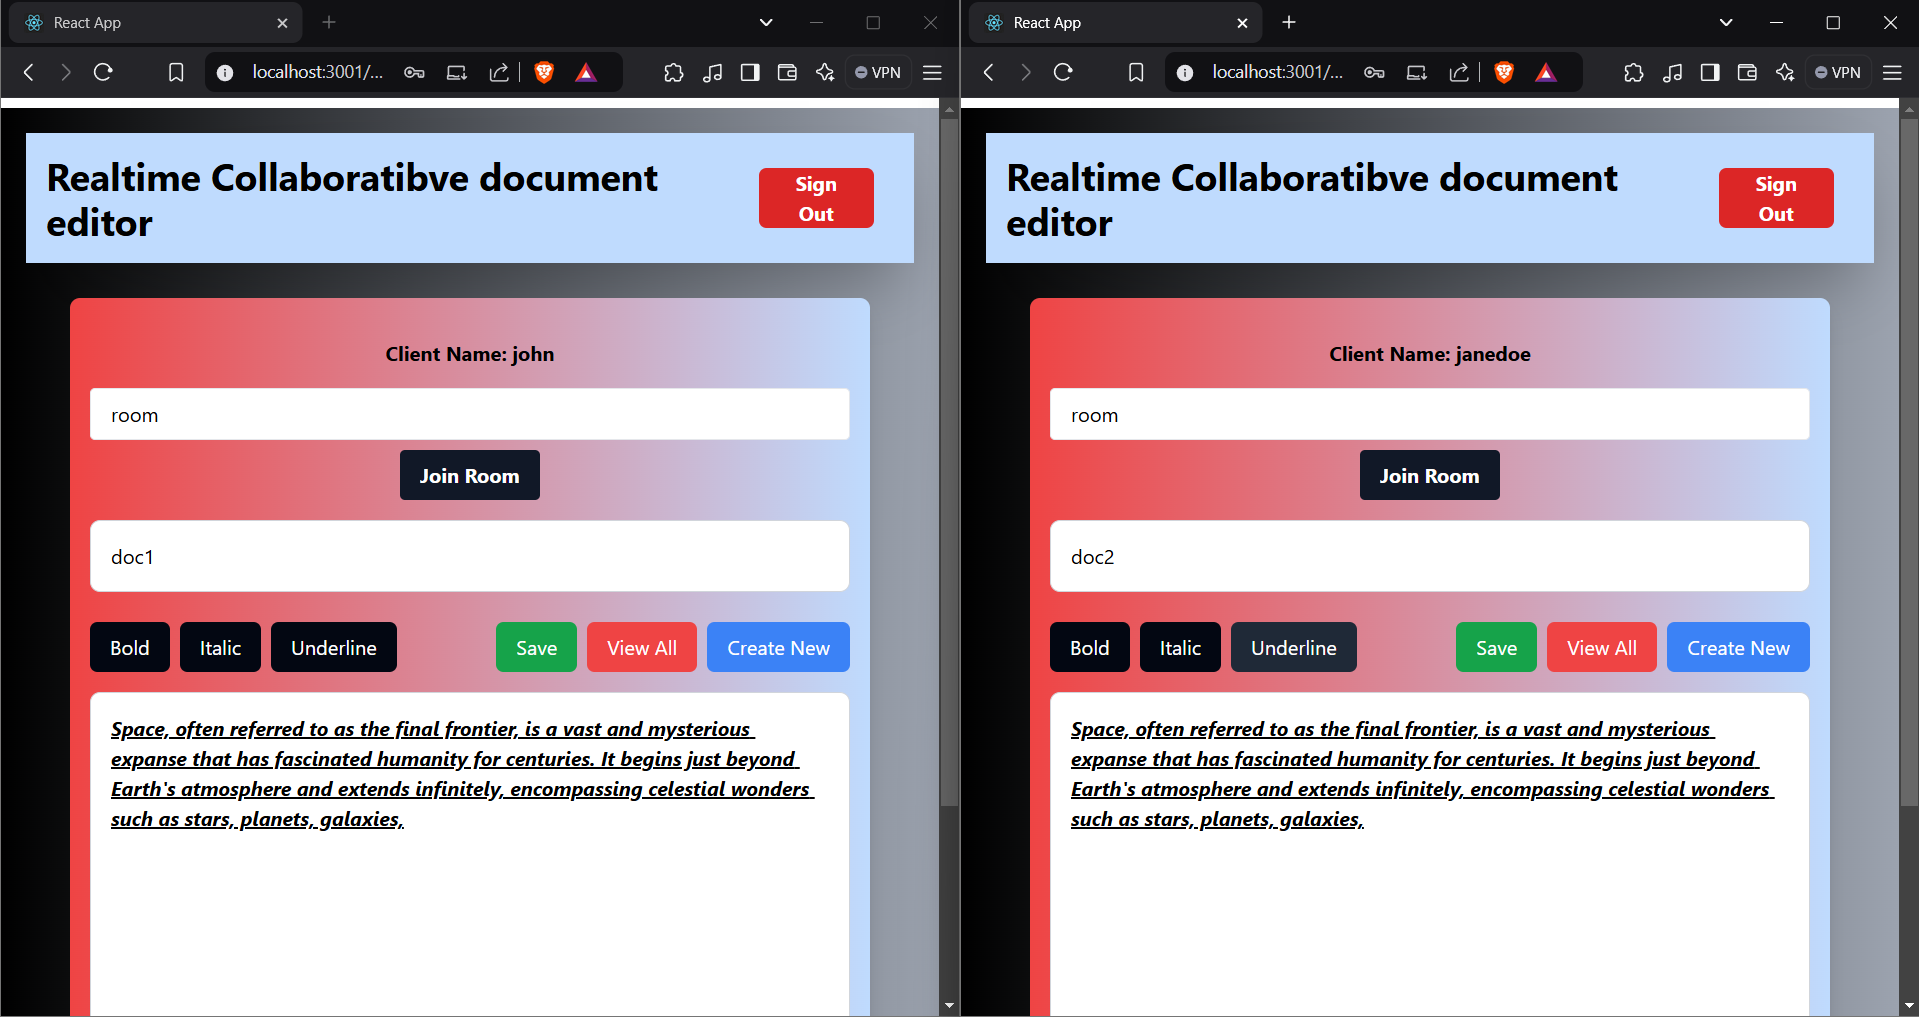 React App
localhost:3001/...
VPN
Realtime Collaboratibve document
editor
Sign
Out
Client Name: john
room
Join Room
doc1
Bold Italic Underline Save View All Create New
Space, often referred to as the final frontier, is a vast and mysterious
expanse that has fascinated humanity for centuries. It begins just beyond
Earth's atmosphere and extends infinitely, encompassing celestial wonders
such as stars, planets, galaxies,
React App
localhost:3001/...
VPN
Realtime Collaboratibve document
editor
Sign
Out
Client Name: janedoe
room
Join Room
doc2
Bold Italic Underline Save View All Create New
Space, often referred to as the final frontier, is a vast and mysterious
expanse that has fascinated humanity for centuries. It begins just beyond
Earth's atmosphere and extends infinitely, encompassing celestial wonders
such as stars, planets, galaxies,